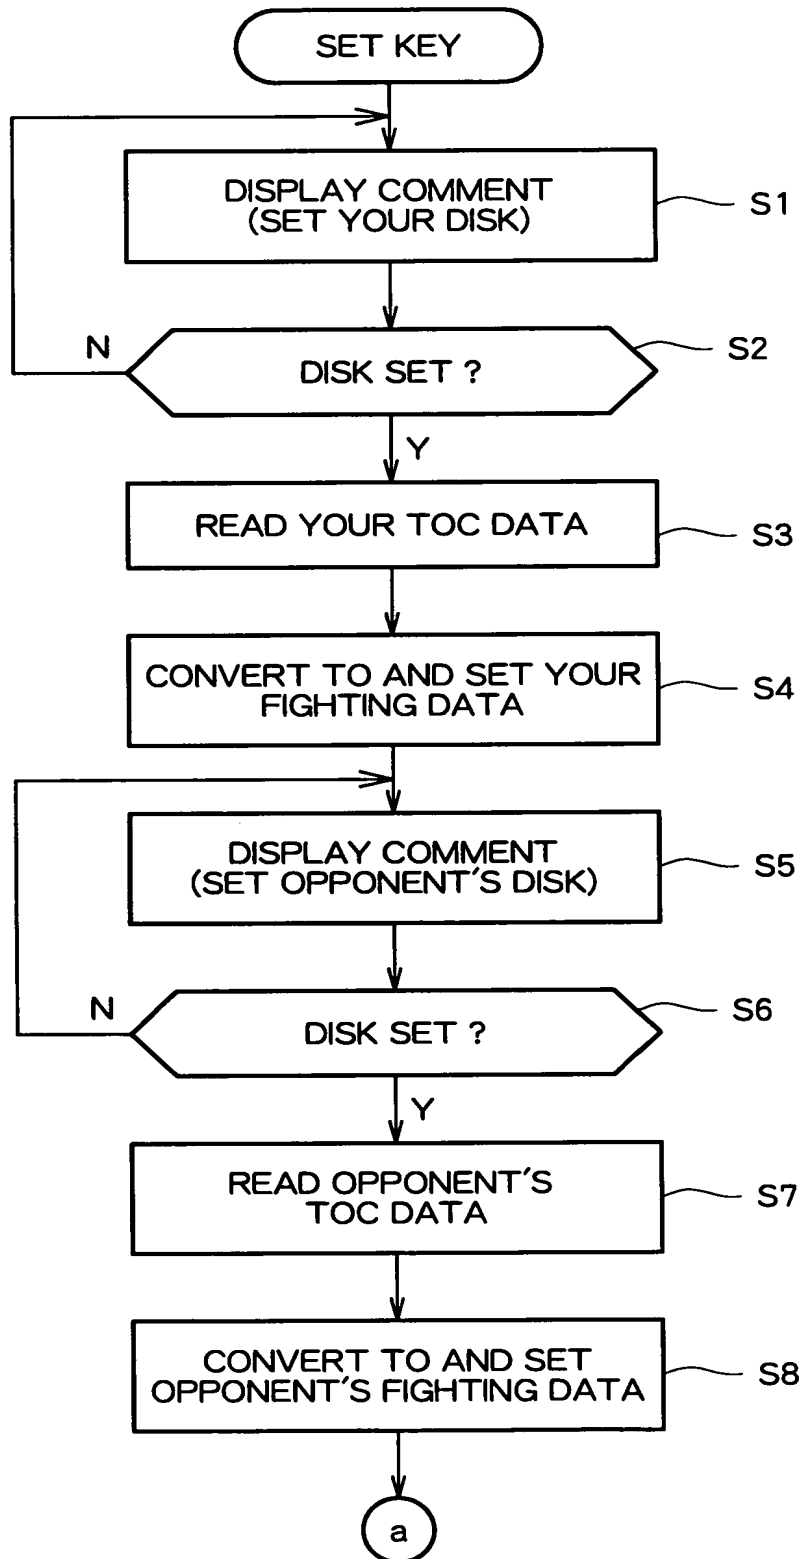 SET KEY
DISPLAY COMMENT
(SET YOUR DISK)
S1
N
DISK SET ?
S2
Y
READ YOUR TOC DATA
S3
CONVERT TO AND SET YOUR
FIGHTING DATA
S4
DISPLAY COMMENT
(SET OPPONENT'S DISK)
S5
N
DISK SET ?
S6
Y
READ OPPONENT'S
TOC DATA
S7
CONVERT TO AND SET
OPPONENT'S FIGHTING DATA
S8
a